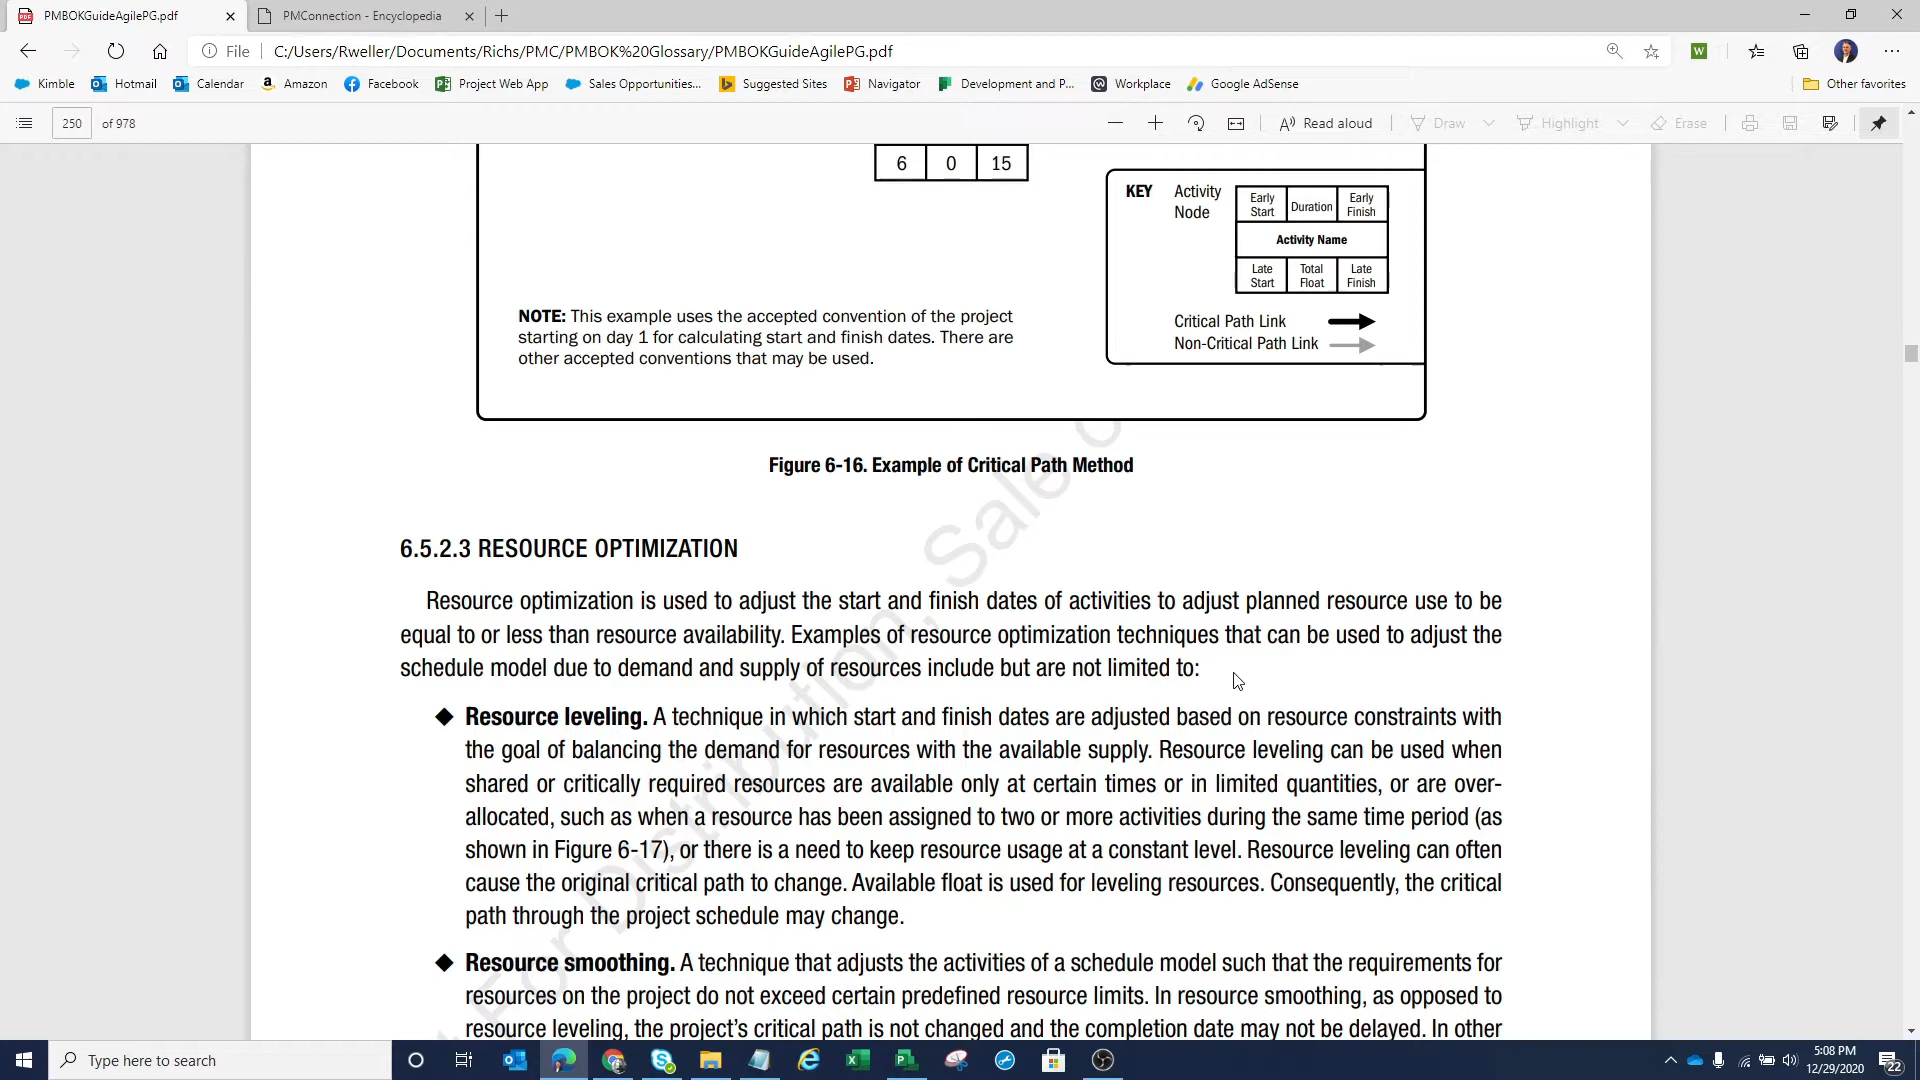 PMBOKGuideAgilePG.pdf
PMConnection - Encyclopedia
File C:/Users/Rweller/Documents/Richs/PMC/PMBOK%20Glossary/PMBOKGuideAgilePG.pdf
Kimble Hotmail Calendar Amazon Facebook Project Web App Sales Opportunities... Suggested Sites Navigator Development and P... Workplace Google AdSense Other favorites
250 of 978 Read aloud Draw Highlight Erase
6 0 15
KEY Activity Node
Early Start Duration Early Finish
Activity Name
Late Start Total Float Late Finish
Critical Path Link
Non-Critical Path Link
NOTE: This example uses the accepted convention of the project
starting on day 1 for calculating start and finish dates. There are
other accepted conventions that may be used.
Figure 6-16. Example of Critical Path Method
6.5.2.3 RESOURCE OPTIMIZATION
Resource optimization is used to adjust the start and finish dates of activities to adjust planned resource use to be
equal to or less than resource availability. Examples of resource optimization techniques that can be used to adjust the
schedule model due to demand and supply of resources include but are not limited to:
◆ Resource leveling. A technique in which start and finish dates are adjusted based on resource constraints with
the goal of balancing the demand for resources with the available supply. Resource leveling can be used when
shared or critically required resources are available only at certain times or in limited quantities, or are over-
allocated, such as when a resource has been assigned to two or more activities during the same time period (as
shown in Figure 6-17), or there is a need to keep resource usage at a constant level. Resource leveling can often
cause the original critical path to change. Available float is used for leveling resources. Consequently, the critical
path through the project schedule may change.
◆ Resource smoothing. A technique that adjusts the activities of a schedule model such that the requirements for
resources on the project do not exceed certain predefined resource limits. In resource smoothing, as opposed to
resource leveling, the project's critical path is not changed and the completion date may not be delayed. In other
For Distribution, Sale
Type here to search
5:08 PM
12/29/2020
22